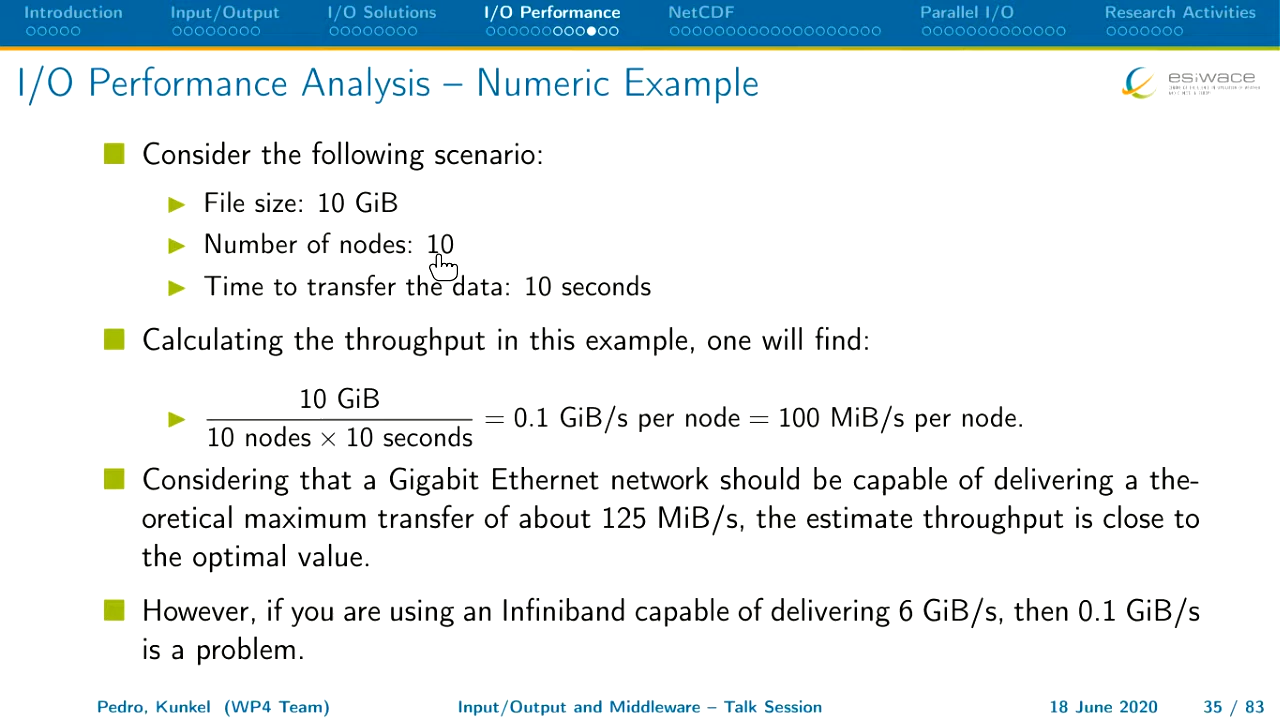 Introduction Input/Output I/O Solutions I/O Performance NetCDF Parallel I/O Research Activities
I/O Performance Analysis – Numeric Example
esiwace
Consider the following scenario:
File size: 10 GiB
Number of nodes: 10
Time to transfer the data: 10 seconds
Calculating the throughput in this example, one will find:
10 GiB
10 nodes × 10 seconds = 0.1 GiB/s per node = 100 MiB/s per node.
Considering that a Gigabit Ethernet network should be capable of delivering a the-
oretical maximum transfer of about 125 MiB/s, the estimate throughput is close to
the optimal value.
However, if you are using an Infiniband capable of delivering 6 GiB/s, then 0.1 GiB/s
is a problem.
Pedro, Kunkel (WP4 Team) Input/Output and Middleware – Talk Session 18 June 2020 35 / 83